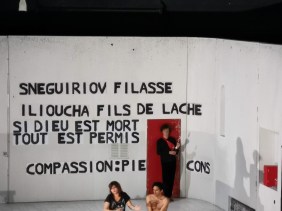 SNEGUIRIOV FILASSE
ILIOUCHA FILS DE LACHE
SI DIEU EST MORT
TOUT EST PERMIS
COMPASSION:PIE CONS